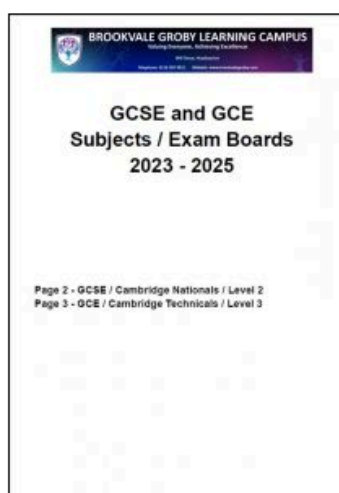 BROOKVALE GROBY LEARNING CAMPUS
Valuing Everyone, Achieving Excellence
GCSE and GCE
Subjects / Exam Boards
2023 - 2025
Page 2 - GCSE / Cambridge Nationals / Level 2
Page 3 - GCE / Cambridge Technicals / Level 3